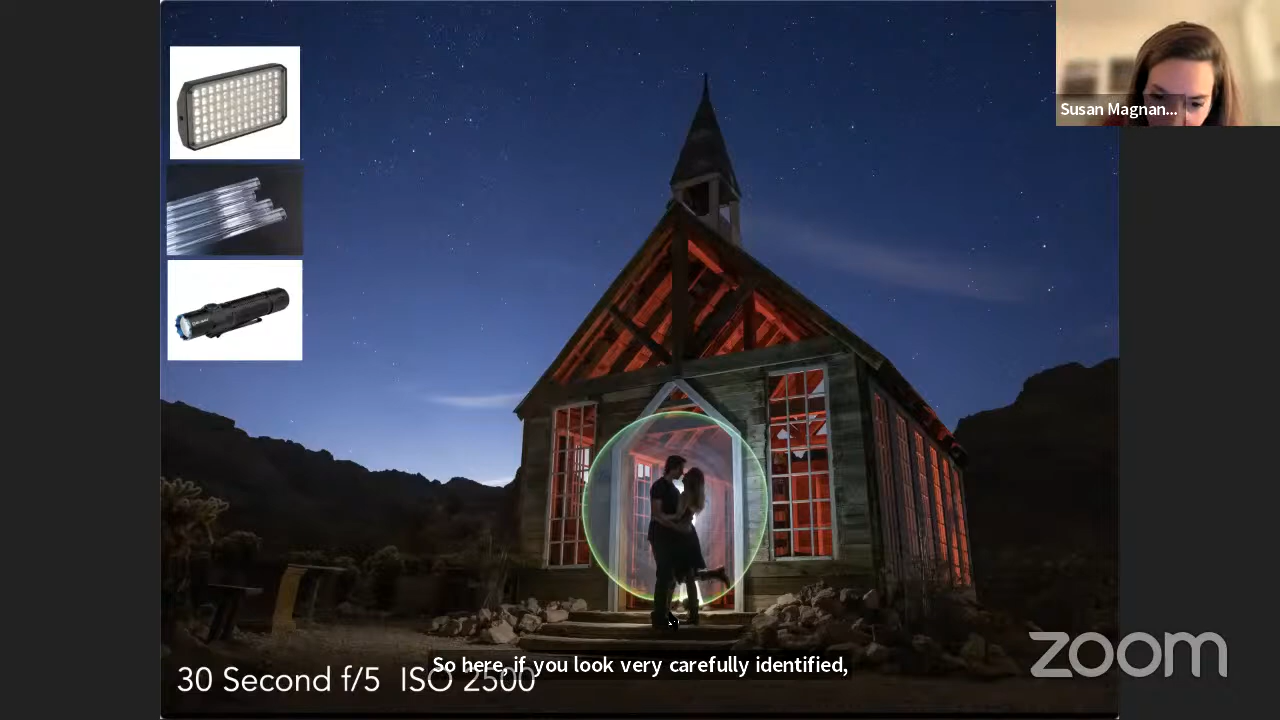 Susan Magnan...
So here, if you look very carefully identified,
30 Second f/5 ISO 2500
zoom